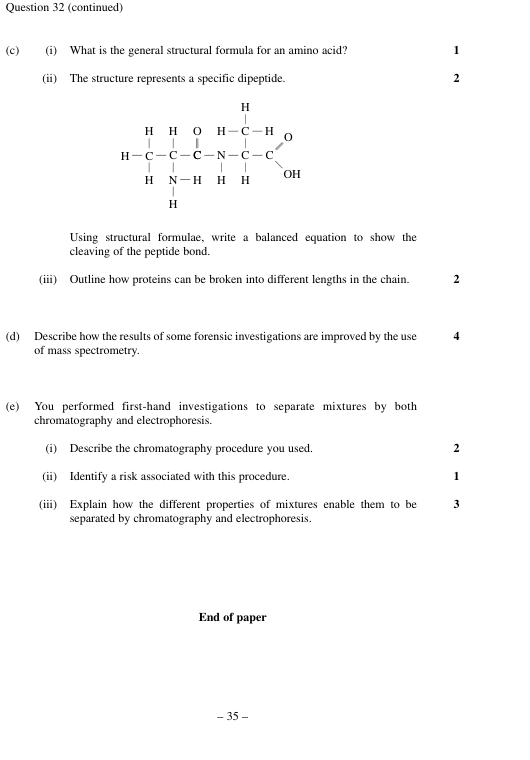 Question 32 (continued)
(c) (i) What is the general structural formula for an amino acid? 1
(ii) The structure represents a specific dipeptide. 2
H
H H O H – C – H O
H – C – C – C – N – C – C
H N – H H H OH
H
Using structural formulae, write a balanced equation to show the
cleaving of the peptide bond.
(iii) Outline how proteins can be broken into different lengths in the chain. 2
(d) Describe how the results of some forensic investigations are improved by the use 4
of mass spectrometry.
(e) You performed first-hand investigations to separate mixtures by both
chromatography and electrophoresis.
(i) Describe the chromatography procedure you used. 2
(ii) Identify a risk associated with this procedure. 1
(iii) Explain how the different properties of mixtures enable them to be 3
separated by chromatography and electrophoresis.
End of paper
– 35 –